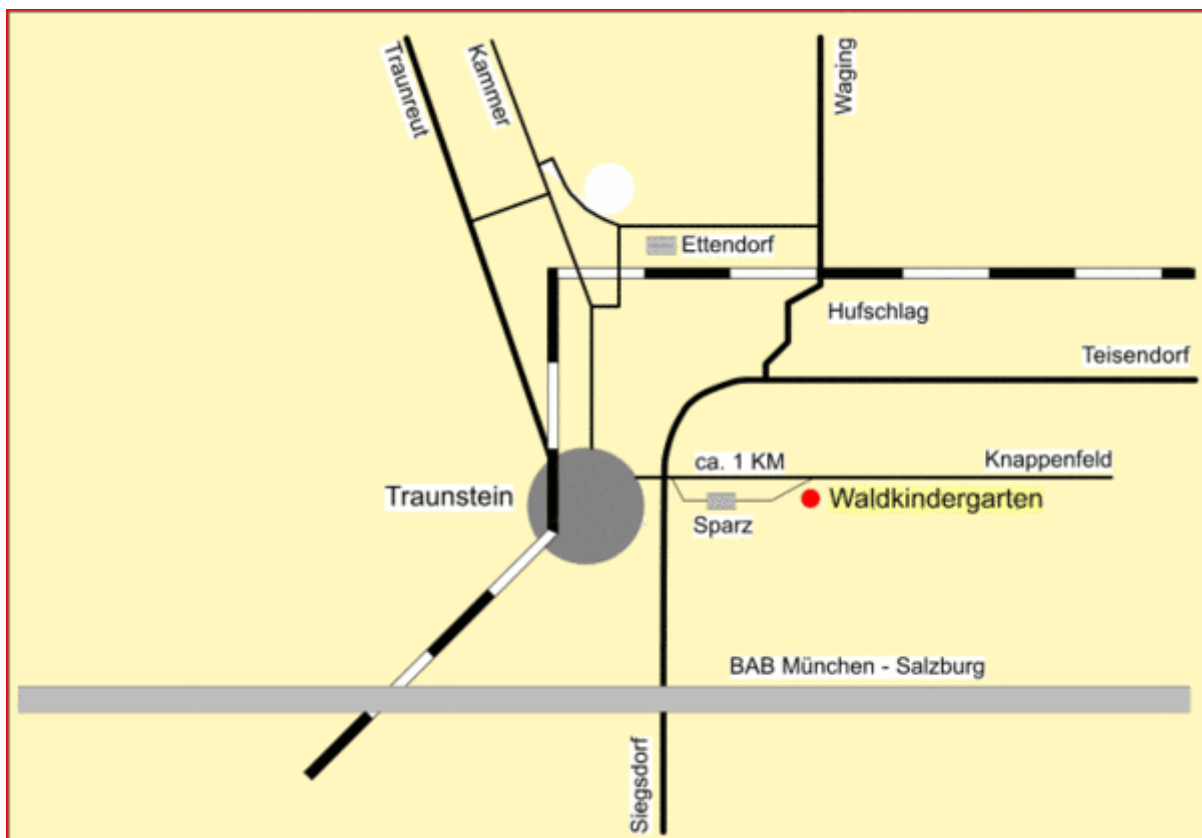 Traunreut
Kammer
Waging
Ettendorf
Hufschlag
Teisendorf
ca. 1 KM
Knappenfeld
Traunstein
Waldkindergarten
Sparz
BAB München - Salzburg
Siegsdorf